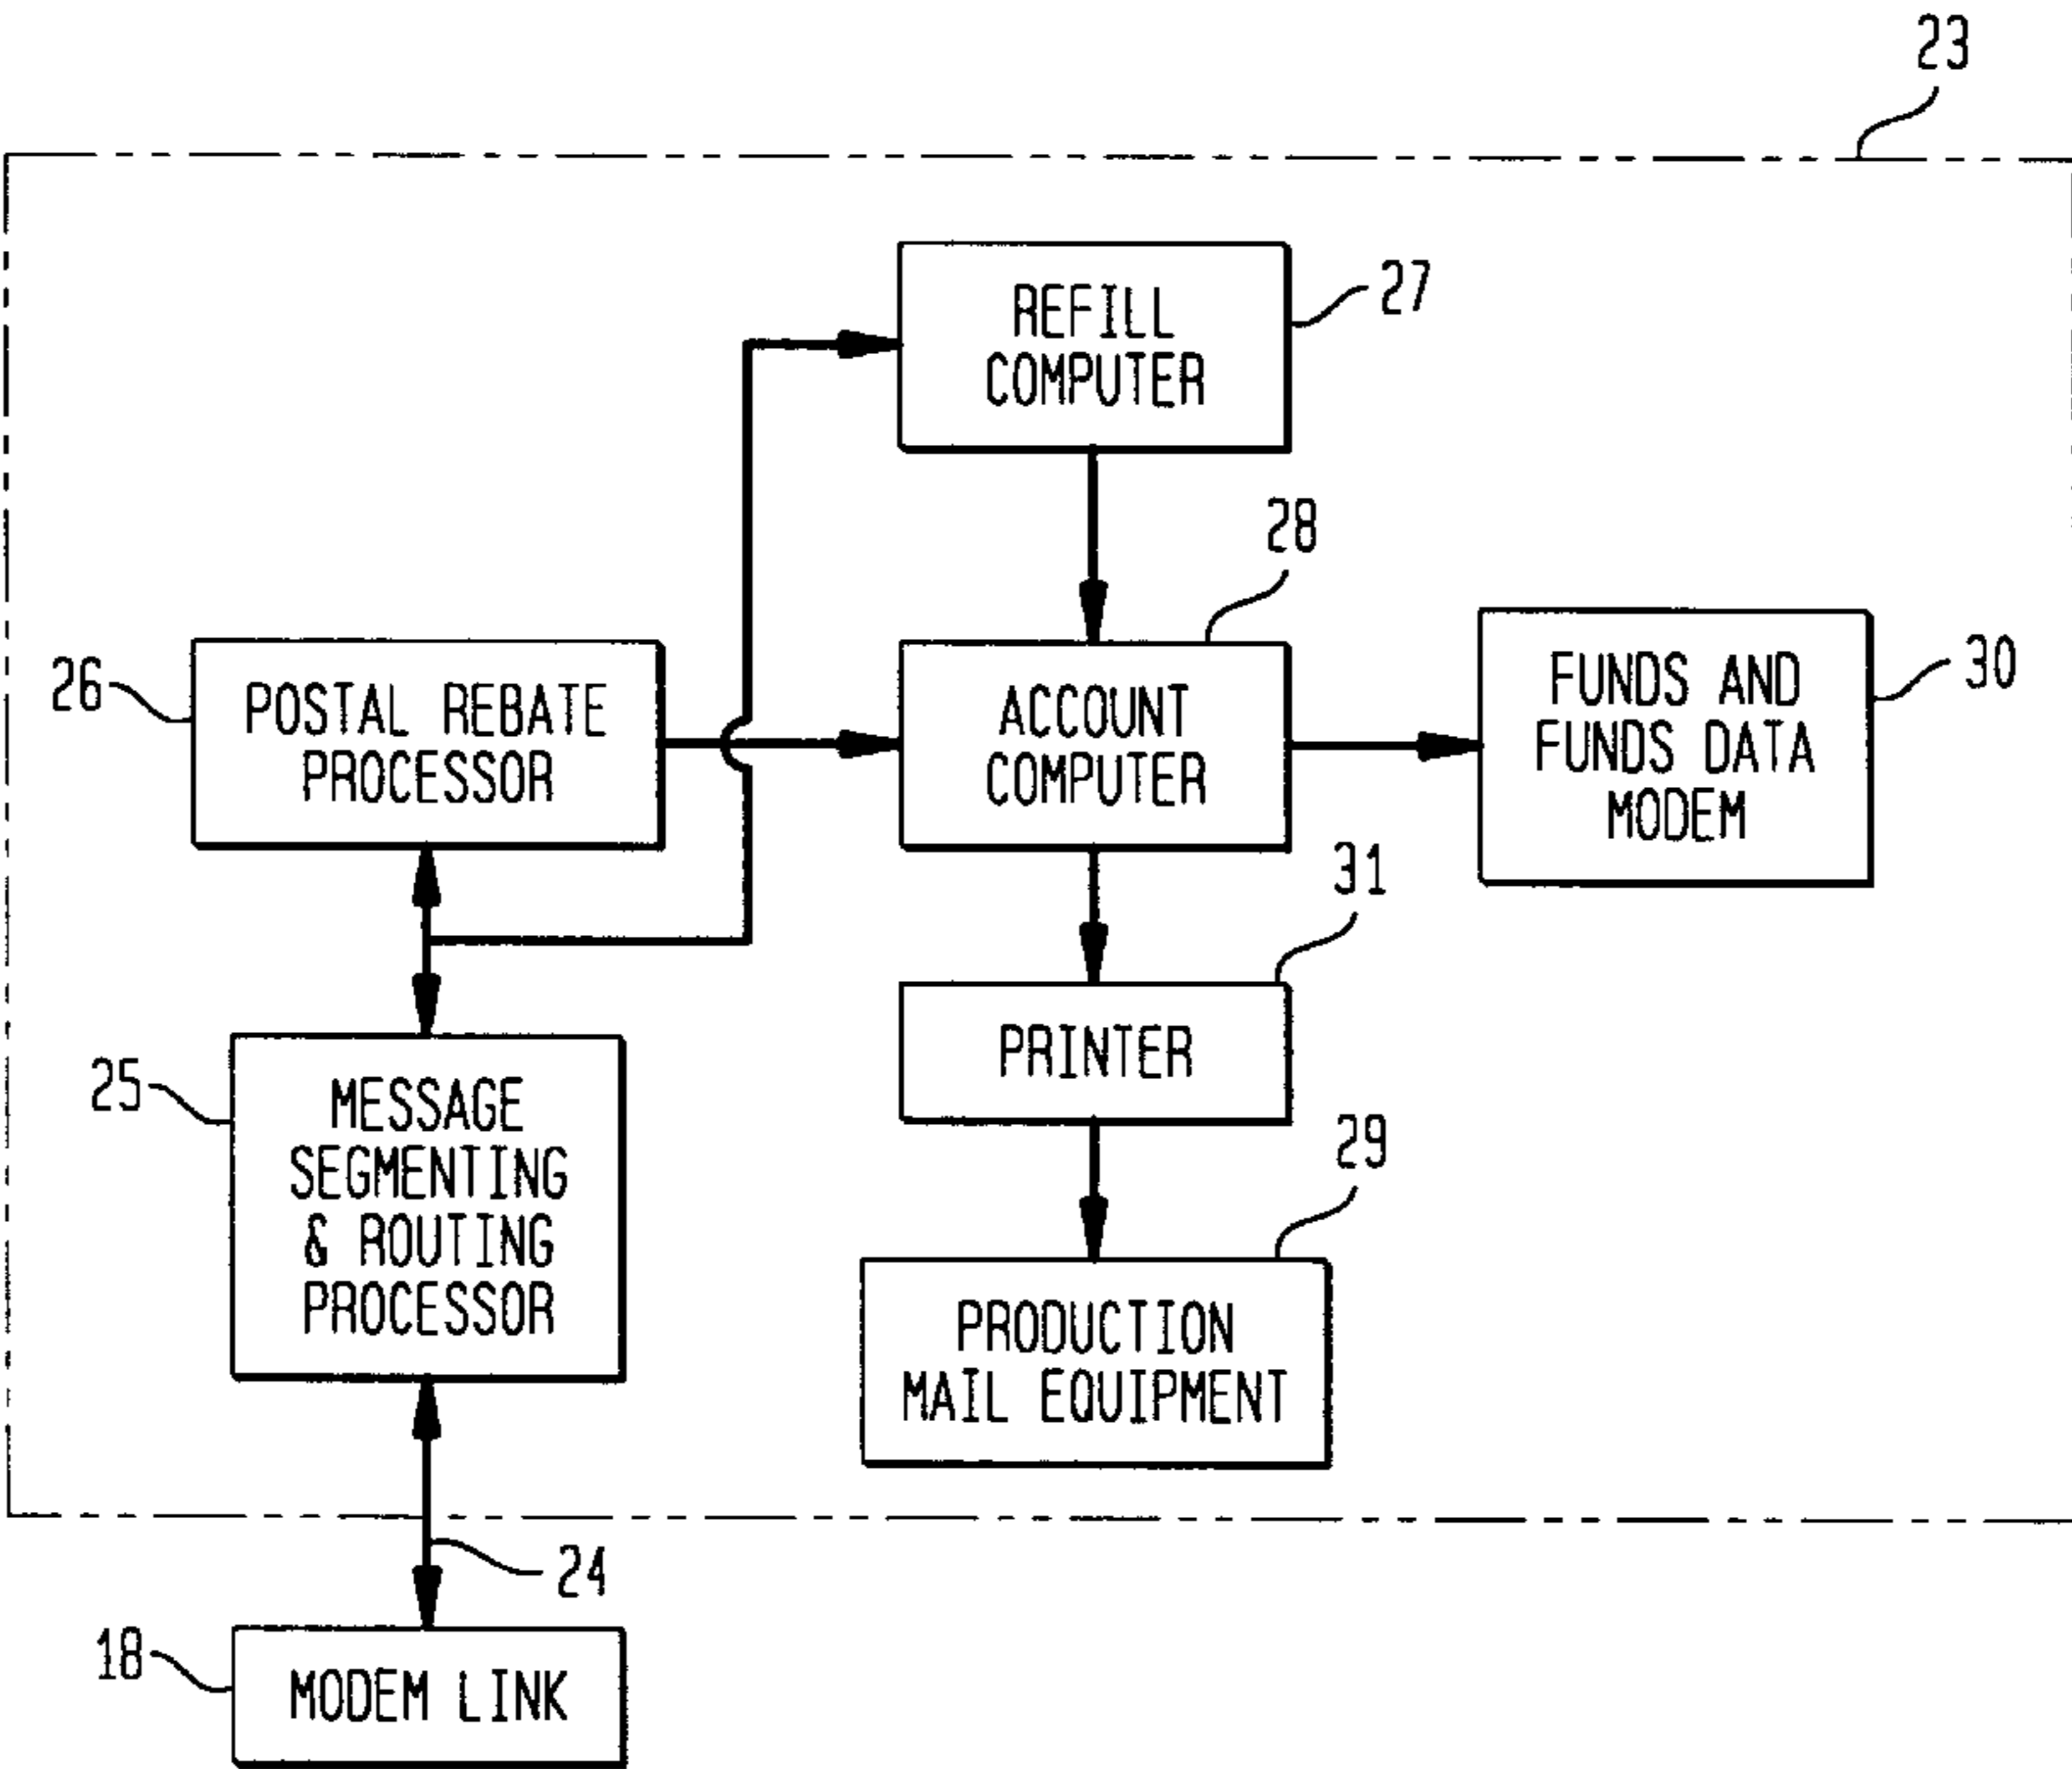 23
REFILL
COMPUTER
27
28
26
POSTAL REBATE
PROCESSOR
ACCOUNT
COMPUTER
FUNDS AND
FUNDS DATA
MODEM
30
31
25
MESSAGE
SEGMENTING
& ROUTING
PROCESSOR
PRINTER
29
PRODUCTION
MAIL EQUIPMENT
24
18
MODEM LINK